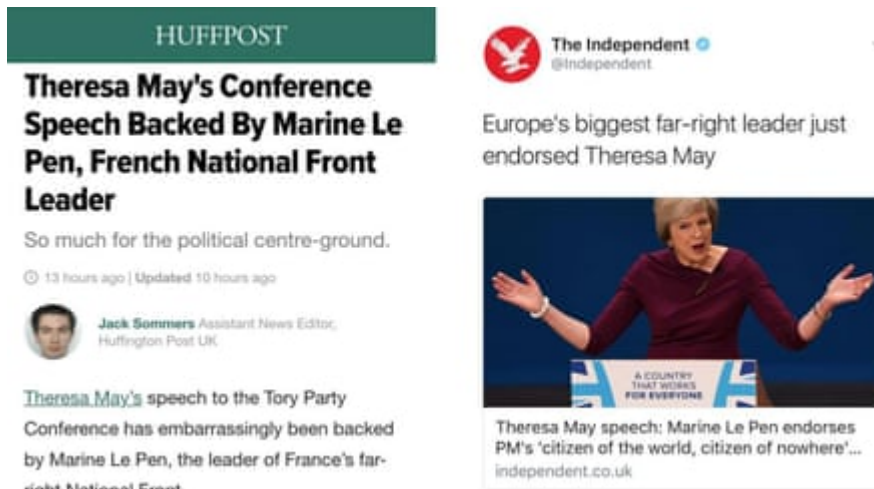 HUFFPOST
Theresa May's Conference
Speech Backed By Marine Le
Pen, French National Front
Leader
So much for the political centre-ground.
13 hours ago | Updated 10 hours ago
Jack Sommers Assistant News Editor,
Huffington Post UK
Theresa May's speech to the Tory Party
Conference has embarrassingly been backed
by Marine Le Pen, the leader of France's far-
right National Front
The Independent
@Independent
Europe's biggest far-right leader just
endorsed Theresa May
A COUNTRY
THAT WORKS
FOR EVERYONE
Theresa May speech: Marine Le Pen endorses
PM's 'citizen of the world, citizen of nowhere'...
independent.co.uk